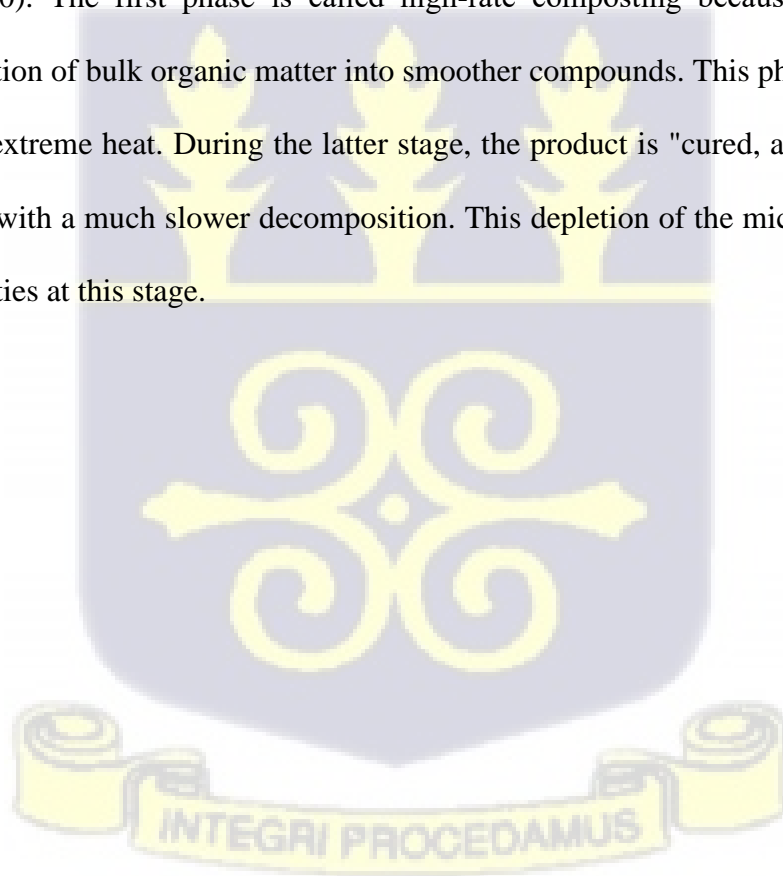 0). The first phase is called high-rate composting becaus
tion of bulk organic matter into smoother compounds. This ph
extreme heat. During the latter stage, the product is "cured, a
with a much slower decomposition. This depletion of the mic
ties at this stage.
INTEGRI PROCEDAMUS